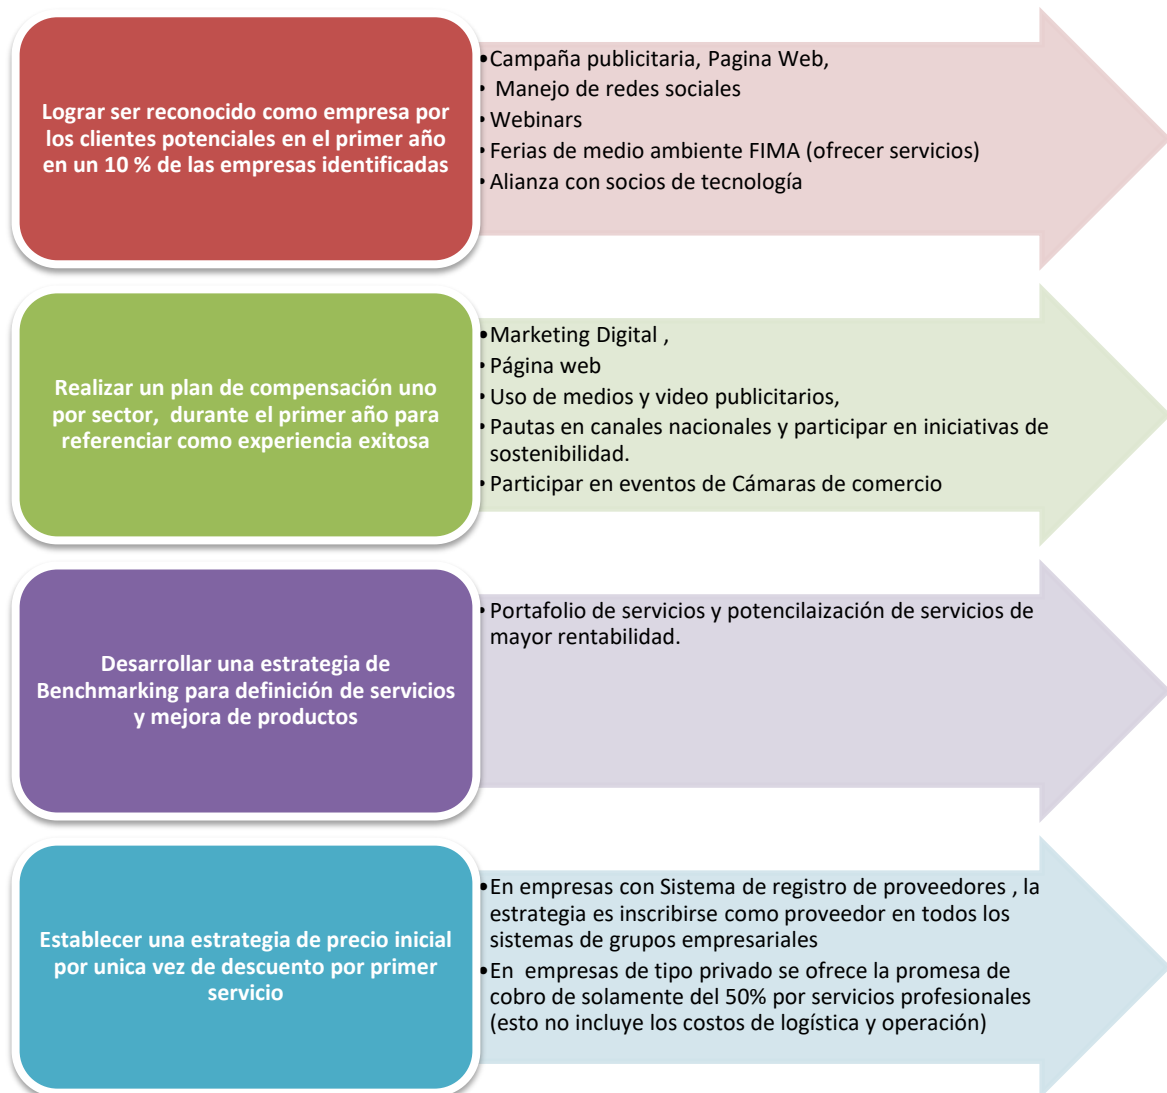 Lograr ser reconocido como empresa por
los clientes potenciales en el primer año
en un 10 % de las empresas identificadas
•Campaña publicitaria, Pagina Web,
• Manejo de redes sociales
•Webinars
•Ferias de medio ambiente FIMA (ofrecer servicios)
•Alianza con socios de tecnología
Realizar un plan de compensación uno
por sector, durante el primer año para
referenciar como experiencia exitosa
•Marketing Digital ,
•Página web
•Uso de medios y video publicitarios,
•Pautas en canales nacionales y participar en iniciativas de
sostenibilidad.
•Participar en eventos de Cámaras de comercio
Desarrollar una estrategia de
Benchmarking para definición de servicios
y mejora de productos
•Portafolio de servicios y potencilaización de servicios de
mayor rentabilidad.
Establecer una estrategia de precio inicial
por unica vez de descuento por primer
servicio
•En empresas con Sistema de registro de proveedores , la
estrategia es inscribirse como proveedor en todos los
sistemas de grupos empresariales
•En empresas de tipo privado se ofrece la promesa de
cobro de solamente del 50% por servicios profesionales
(esto no incluye los costos de logística y operación)